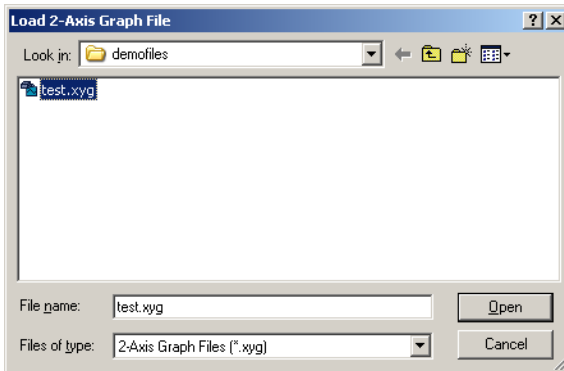 Load 2-Axis Graph File
Look in: demofiles
test.xyg
File name: test.xyg Open
Files of type: 2-Axis Graph Files (*.xyg) Cancel